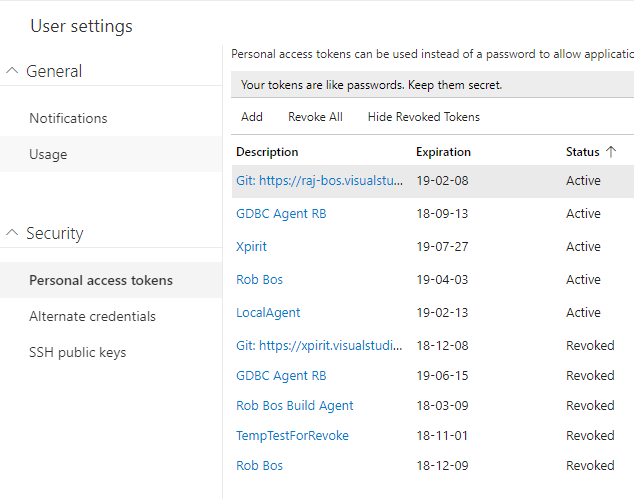 User settings
General
Notifications
Usage
Security
Personal access tokens
Alternate credentials
SSH public keys
Personal access tokens can be used instead of a password to allow applicatio
Your tokens are like passwords. Keep them secret.
Add Revoke All Hide Revoked Tokens
Description Expiration Status
Git: https://raj-bos.visualstu... 19-02-08 Active
GDBC Agent RB 18-09-13 Active
Xpirit 19-07-27 Active
Rob Bos 19-04-03 Active
LocalAgent 19-02-13 Active
Git: https://xpirit.visualstudi... 18-12-08 Revoked
GDBC Agent RB 19-06-15 Revoked
Rob Bos Build Agent 18-03-09 Revoked
TempTestForRevoke 18-11-01 Revoked
Rob Bos 18-12-09 Revoked